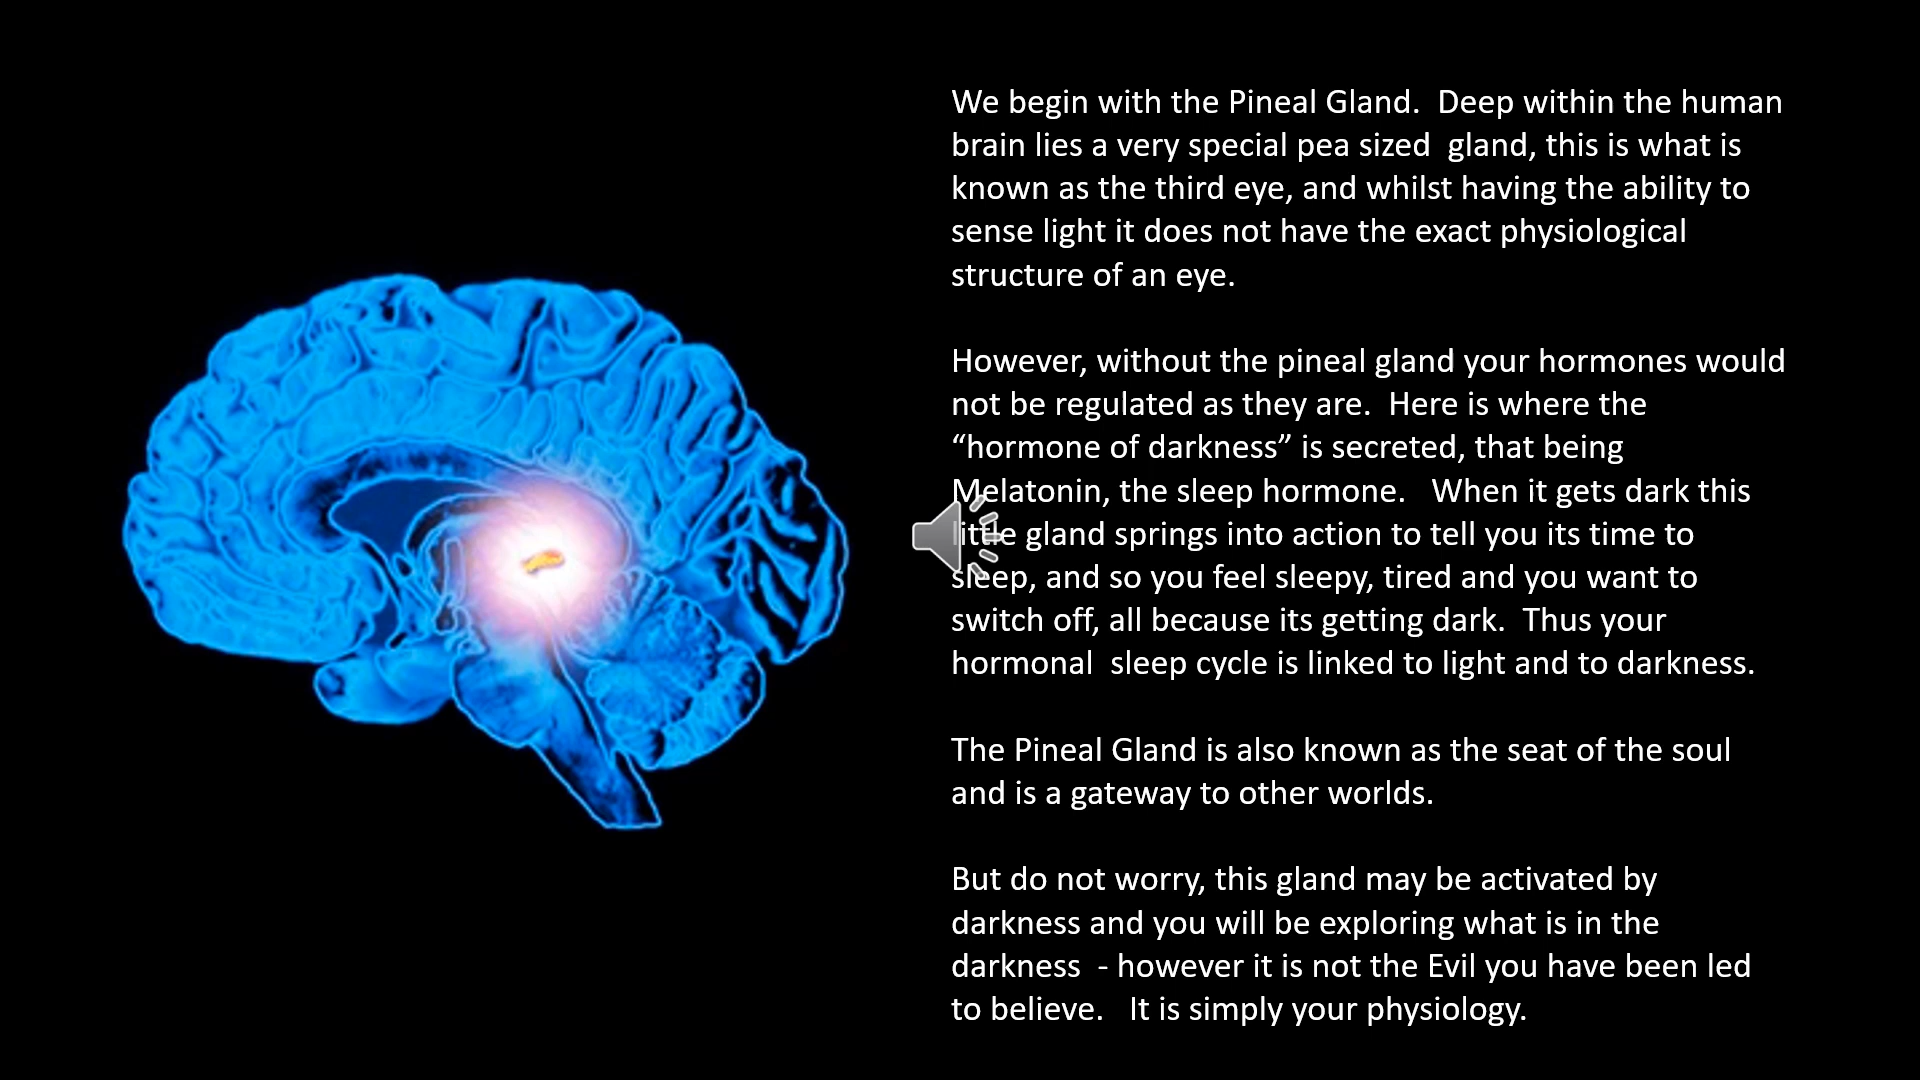 We begin with the Pineal Gland.  Deep within the human
brain lies a very special pea sized  gland, this is what is
known as the third eye, and whilst having the ability to
sense light it does not have the exact physiological
structure of an eye.
However, without the pineal gland your hormones would
not be regulated as they are.  Here is where the
“hormone of darkness” is secreted, that being
Melatonin, the sleep hormone.   When it gets dark this
little gland springs into action to tell you its time to
sleep, and so you feel sleepy, tired and you want to
switch off, all because its getting dark.  Thus your
hormonal  sleep cycle is linked to light and to darkness.
The Pineal Gland is also known as the seat of the soul
and is a gateway to other worlds.
But do not worry, this gland may be activated by
darkness and you will be exploring what is in the
darkness  - however it is not the Evil you have been led
to believe.   It is simply your physiology.